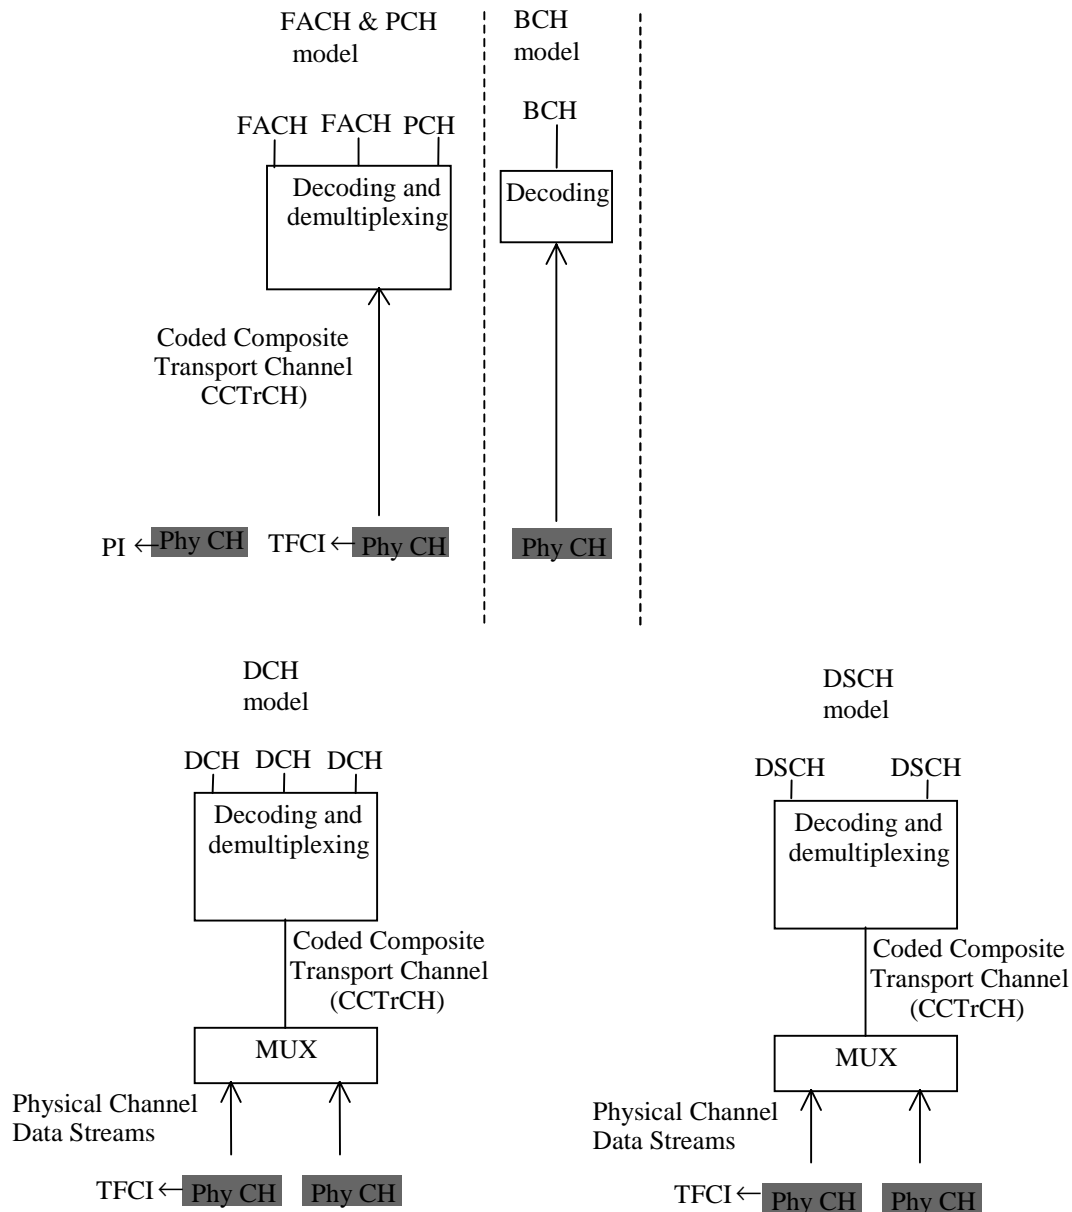 FACH & PCH
model
BCH
model
BCH
FACH FACH PCH
Decoding and
demultiplexing
Decoding
Coded Composite
Transport Channel
CCTrCH)
PI
Phy CH
TFCI
Phy CH
Phy CH
DCH
model
DCH DCH DCH
Decoding and
demultiplexing
Coded Composite
Transport Channel
(CCTrCH)
MUX
Physical Channel
Data Streams
TFCI
Phy CH
Phy CH
DSCH
model
DSCH DSCH
Decoding and
demultiplexing
Coded Composite
Transport Channel
(CCTrCH)
MUX
Physical Channel
Data Streams
TFCI
Phy CH
Phy CH